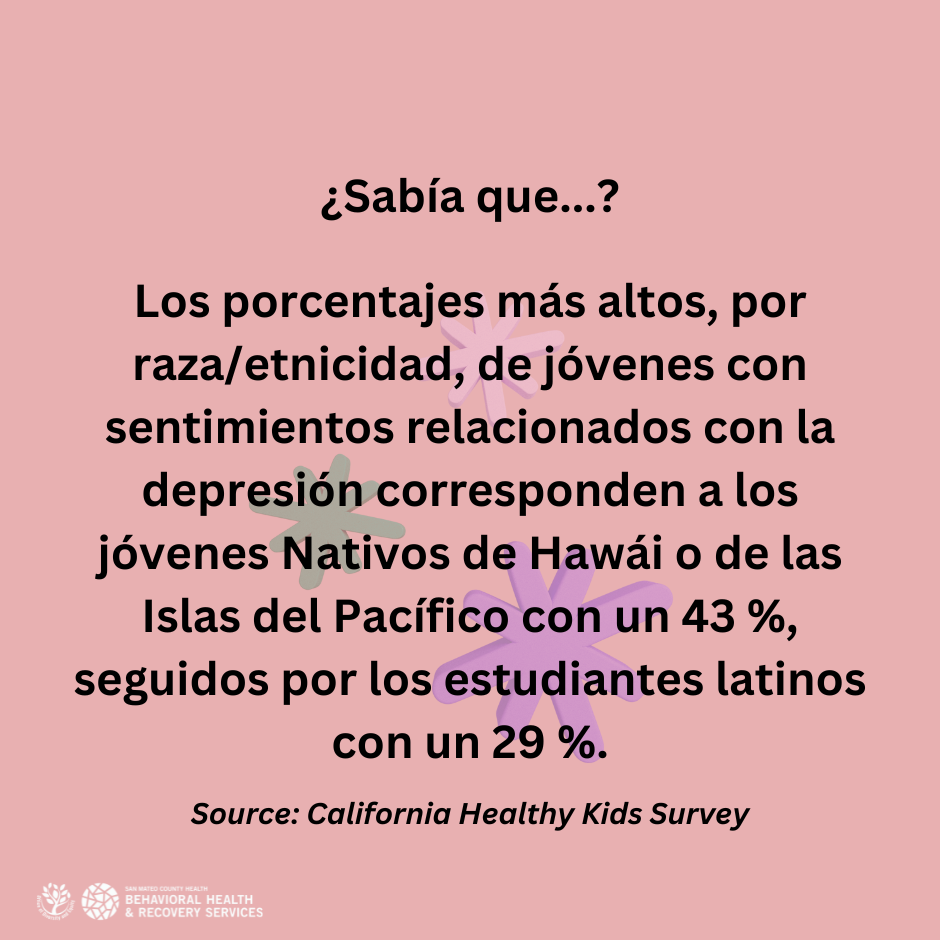 ¿Sabía que...?
Los porcentajes más altos, por
raza/etnicidad, de jóvenes con
sentimientos relacionados con la
depresión corresponden a los
jóvenes Nativos de Hawái o de las
Islas del Pacífico con un 43 %,
seguidos por los estudiantes latinos
con un 29 %.
Source: California Healthy Kids Survey
SAN MATEO COUNTY HEALTH
BEHAVIORAL HEALTH
& RECOVERY SERVICES